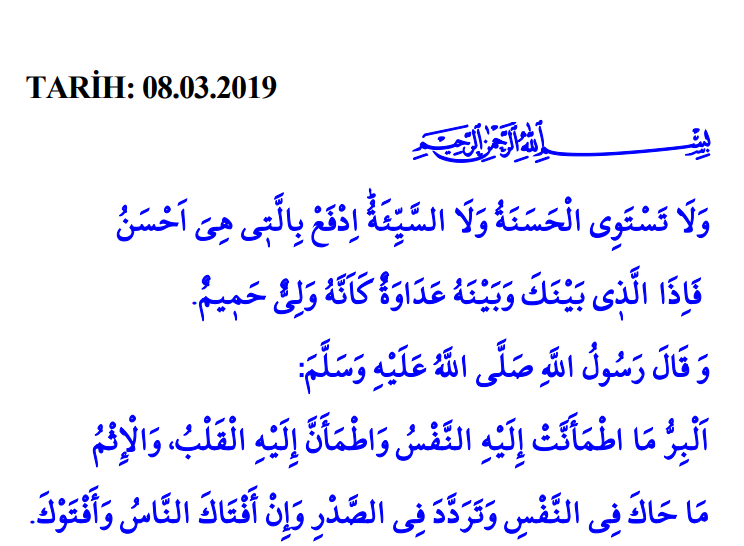 TARİH: 08.03.2019
بِسْمِ اللهِ الرَّحْمٰنِ الرَّحِيمِ
وَلَا تَسْتَوِى الْحَسَنَةُ وَلَا السَّيِّئَةُۜ اِدْفَعْ بِالَّتٖى هِىَ اَحْسَنُ
فَاِذَا الَّذٖى بَيْنَكَ وَبَيْنَهُ عَدَاوَةٌ كَاَنَّهُ وَلِىٌّ حَمٖيمٌ.
وَ قَالَ رَسُولُ اللَّهِ صَلَّى اللَّهُ عَلَيْهِ وَسَلَّمَ:
اَلْبِرُّ مَا اطْمَأَنَّتْ إِلَيْهِ النَّفْسُ وَاطْمَأَنَّ إِلَيْهِ الْقَلْبُ، وَالْإِثْمُ
مَا حَاكَ فِى النَّفْسِ وَتَرَدَّدَ فِى الصَّدْرِ وَإِنْ أَفْتَاكَ النَّاسُ وَأَفْتَوْكَ.